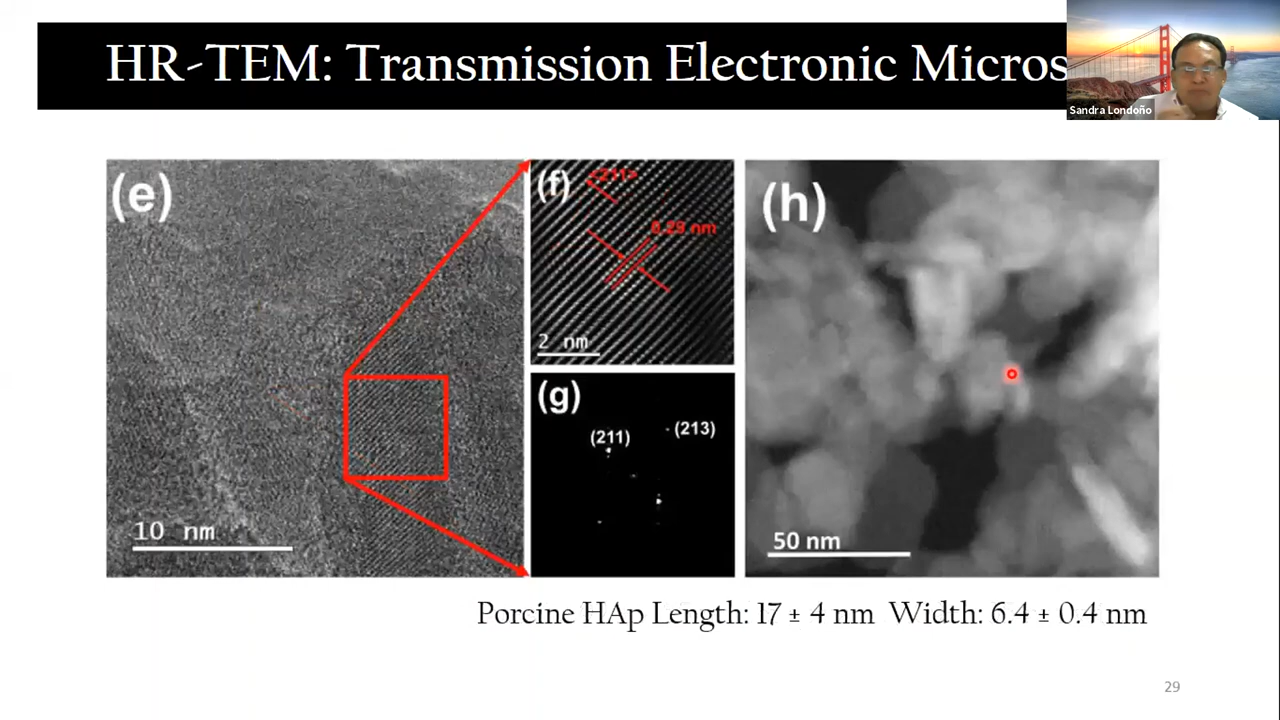 HR-TEM: Transmission Electronic Micros
Sandra Londoño
(e)
10 nm
(f)
<211>
0.29 nm
2 nm
(g)
(211)
(213)
(h)
50 nm
Porcine HAp Length: 17 ± 4 nm Width: 6.4 ± 0.4 nm
29